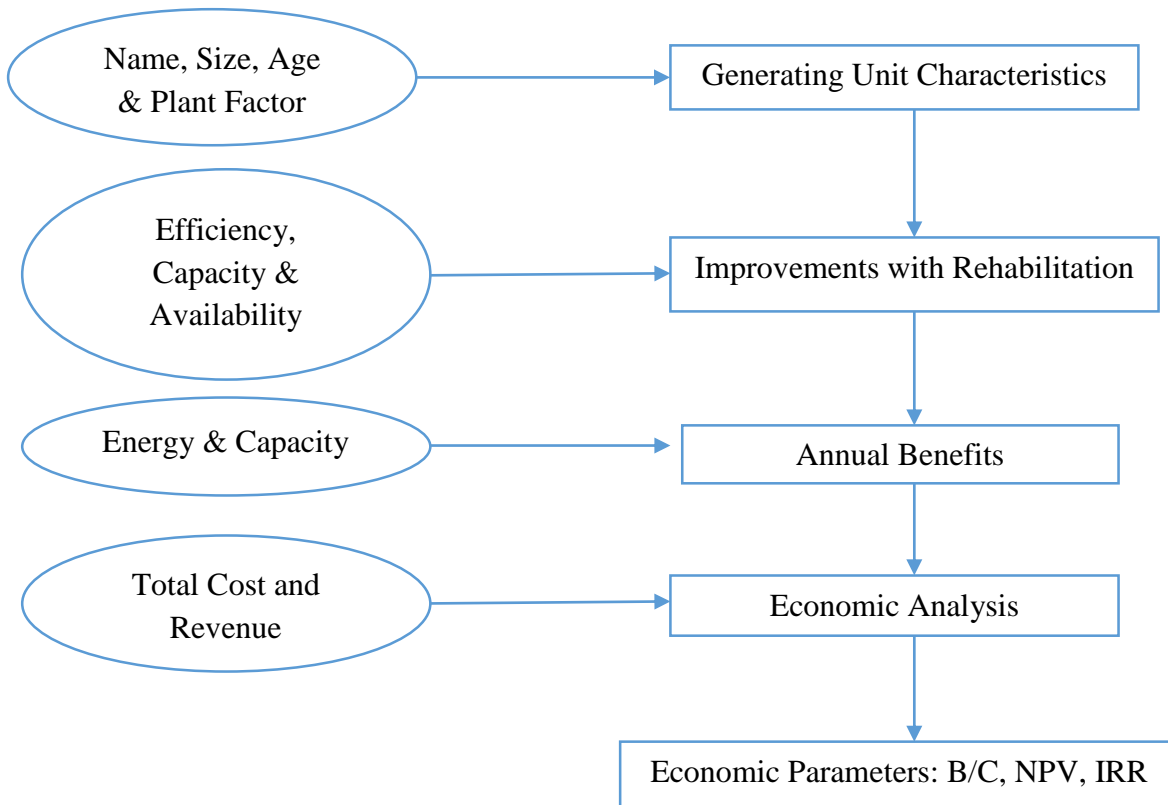 Name, Size, Age
& Plant Factor
Generating Unit Characteristics
Efficiency,
Capacity &
Availability
Improvements with Rehabilitation
Energy & Capacity
Annual Benefits
Total Cost and
Revenue
Economic Analysis
Economic Parameters: B/C, NPV, IRR